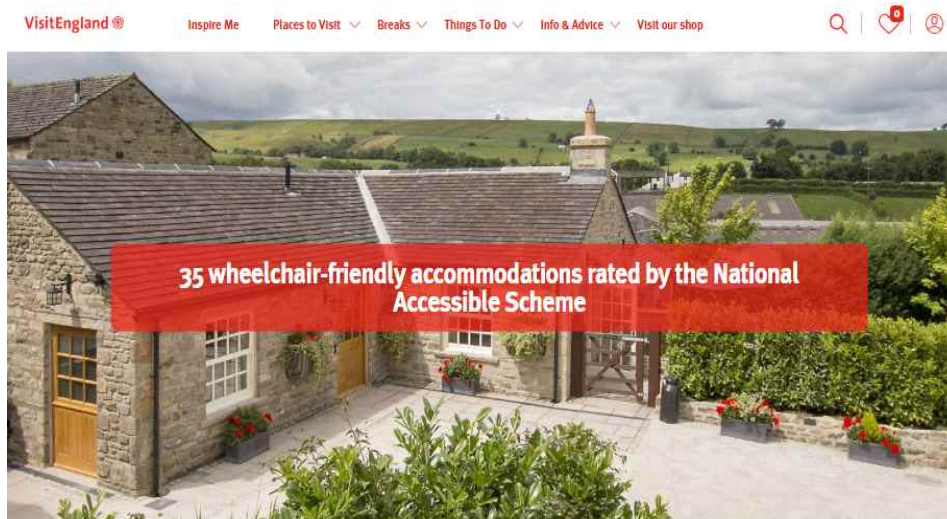 VisitEngland
Inspire Me
Places to Visit
Breaks
Things To Do
Info & Advice
Visit our shop
0
35 wheelchair-friendly accommodations rated by the National
Accessible Scheme